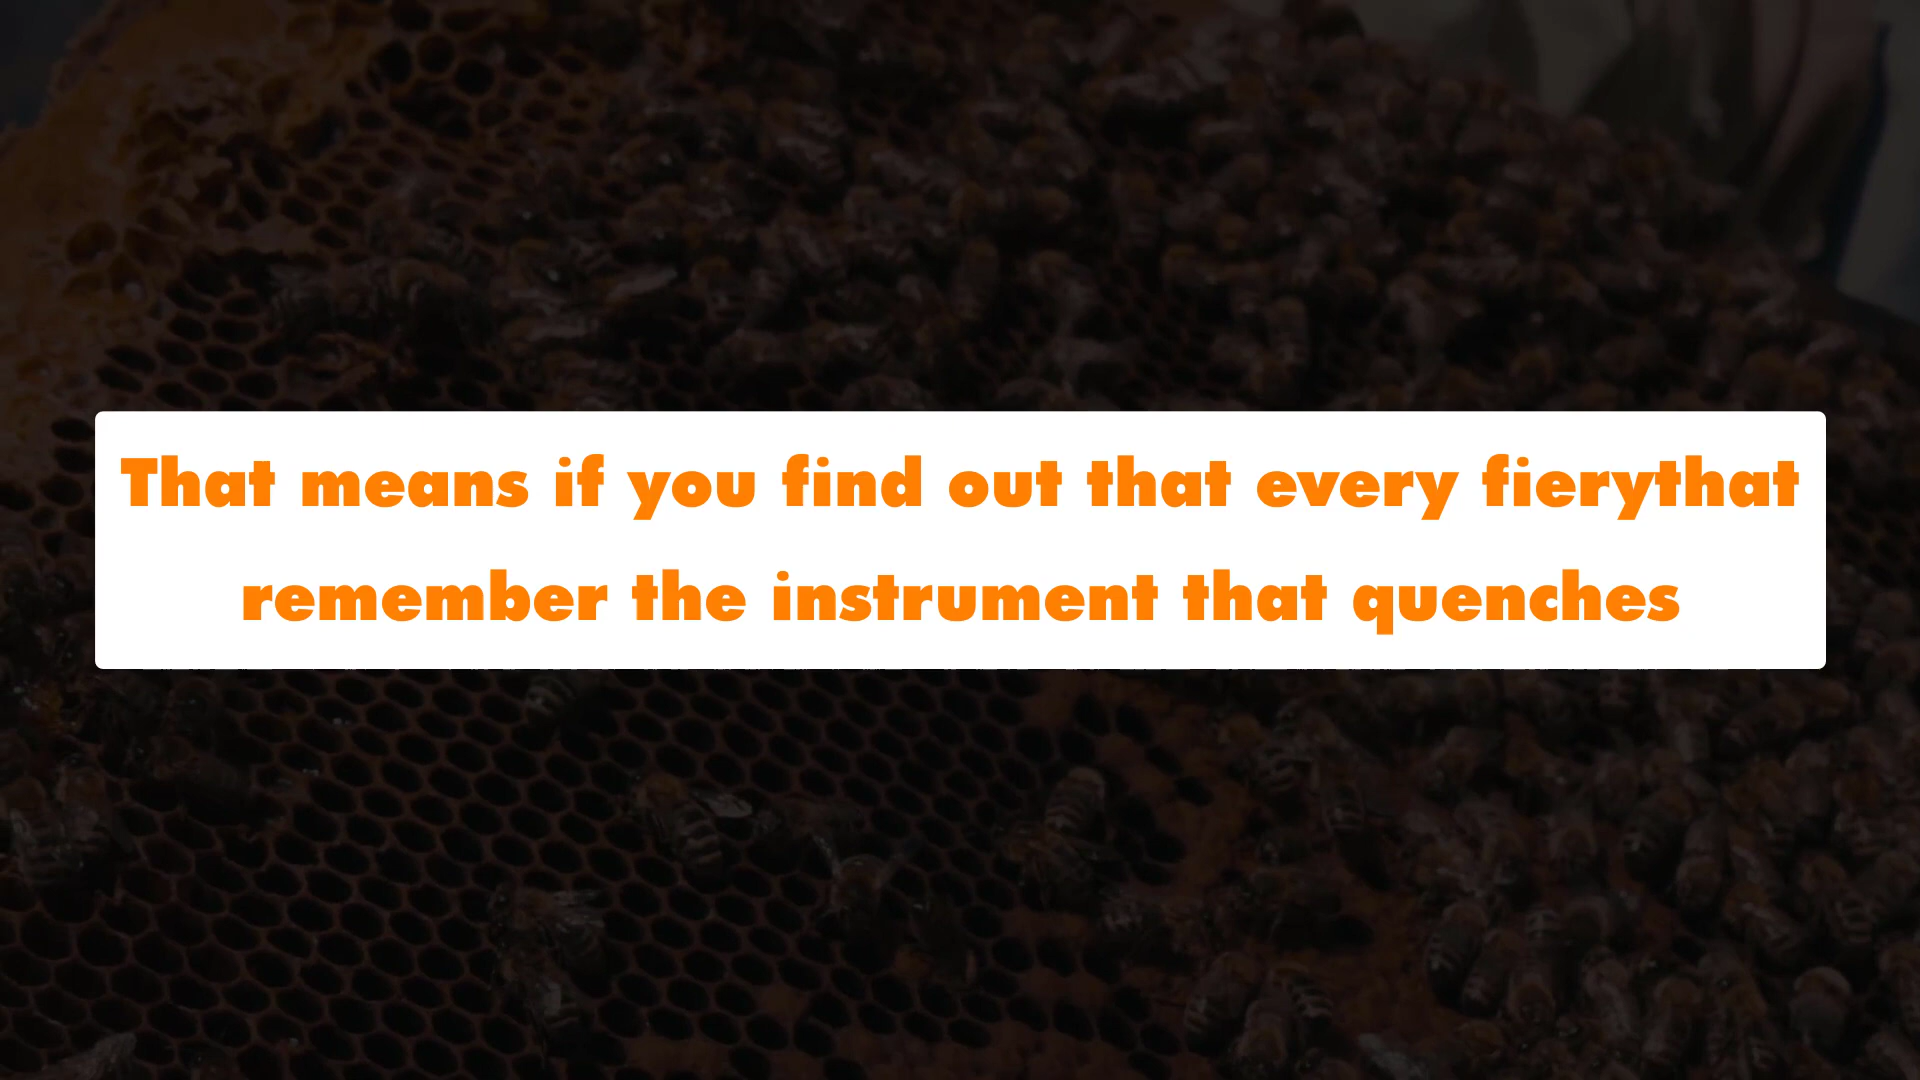 That means if you find out that every fierythat
remember the instrument that quenches